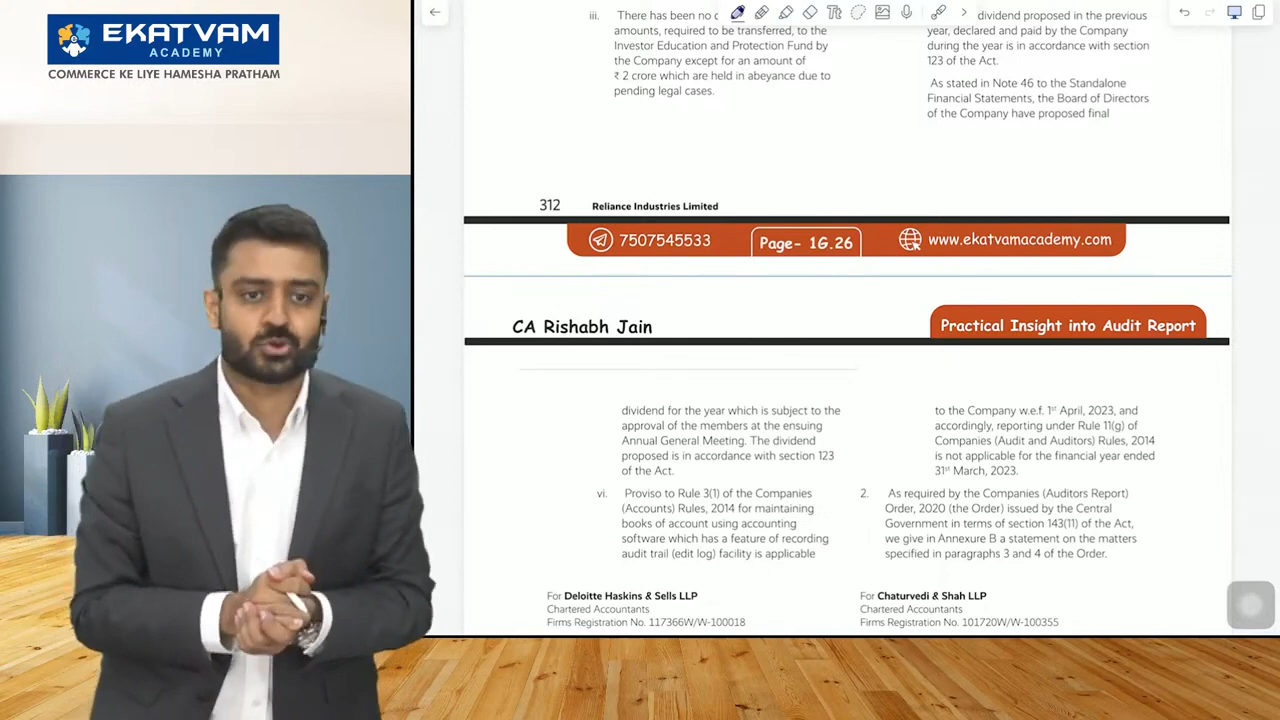 EKATVAM
ACADEMY
COMMERCE KE LIYE HAMESHA PRATHAM
iii. There has been no
amounts, required to be transferred, to the
Investor Education and Protection Fund by
the Company except for an amount of
₹ 2 crore which are held in abeyance due to
pending legal cases.
dividend proposed in the previous
year, declared and paid by the Company
during the year is in accordance with section
123 of the Act.
As stated in Note 46 to the Standalone
Financial Statements, the Board of Directors
of the Company have proposed final
312 Reliance Industries Limited
7507545533
Page- 1G.26
www.ekatvamacademy.com
CA Rishabh Jain
Practical Insight into Audit Report
dividend for the year which is subject to the
approval of the members at the ensuing
Annual General Meeting. The dividend
proposed is in accordance with section 123
of the Act.
vi. Proviso to Rule 3(1) of the Companies
(Accounts) Rules, 2014 for maintaining
books of account using accounting
software which has a feature of recording
audit trail (edit log) facility is applicable
to the Company w.e.f. 1st April, 2023, and
accordingly, reporting under Rule 11(g) of
Companies (Audit and Auditors) Rules, 2014
is not applicable for the financial year ended
31st March, 2023.
2. As required by the Companies (Auditors Report)
Order, 2020 (the Order) issued by the Central
Government in terms of section 143(11) of the Act,
we give in Annexure B a statement on the matters
specified in paragraphs 3 and 4 of the Order.
For Deloitte Haskins & Sells LLP
Chartered Accountants
Firms Registration No. 117366W/W-100018
For Chaturvedi & Shah LLP
Chartered Accountants
Firms Registration No. 101720W/W-100355